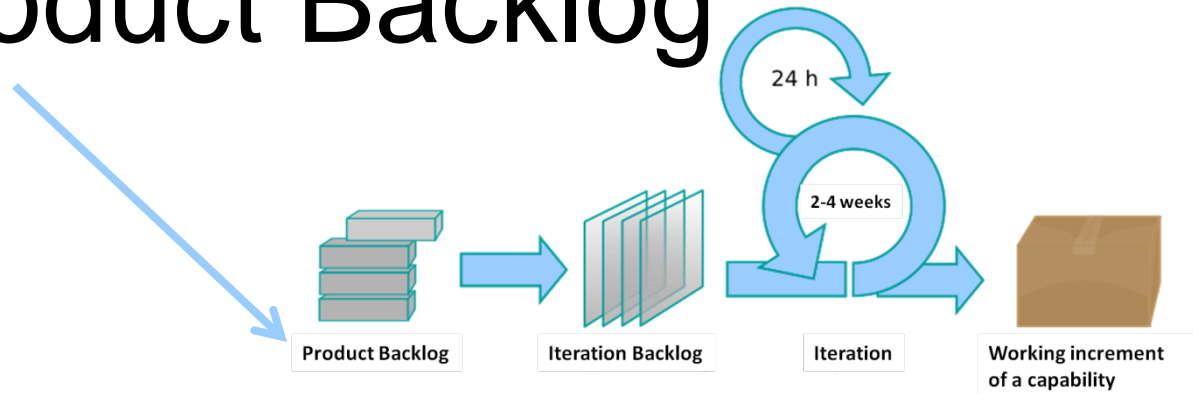 oduct Backlog
24 h
2-4 weeks
Product Backlog
Iteration Backlog
Iteration
Working increment
of a capability